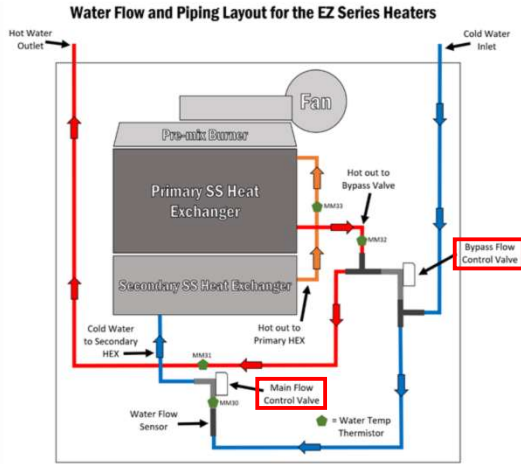 Water Flow and Piping Layout for the EZ Series Heaters
Hot Water
Outlet
Cold Water
Inlet
Fan
Pre-mix Burner
Primary SS Heat
Exchanger
Hot out to
Bypass Valve
MM33
MM32
Bypass Flow
Control Valve
Secondary SS Heat Exchanger
Cold Water
to Secondary
HEX
Hot out to
Primary HEX
MM31
Main Flow
Control Valve
MM30
Water Flow
Sensor
= Water Temp
Thermistor